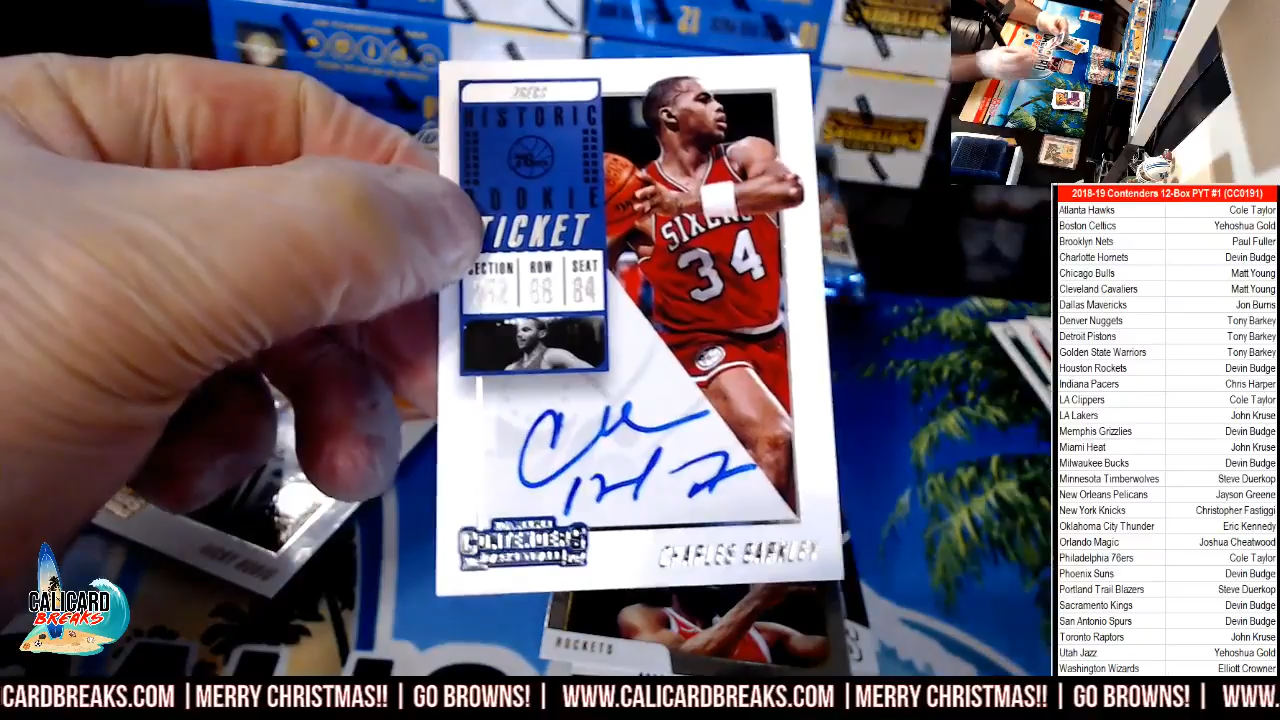 76ERS
HISTORIC
ROOKIE
TICKET
SECTION ROW SEAT
88 84
SIXERS
34
CONTENDERS
BASKETBALL
CHARLES BARKLEY
ROCKETS
12
CALICARD
BREAKS
2018-19 Contenders 12-Box PYT #1 (CC0191)
Atlanta Hawks Cole Taylor
Boston Celtics Yehoshua Gold
Brooklyn Nets Paul Fuller
Charlotte Hornets Devin Budge
Chicago Bulls Matt Young
Cleveland Cavaliers Matt Young
Dallas Mavericks Jon Burns
Denver Nuggets Tony Barkey
Detroit Pistons Tony Barkey
Golden State Warriors Tony Barkey
Houston Rockets Devin Budge
Indiana Pacers Chris Harper
LA Clippers Cole Taylor
LA Lakers John Kruse
Memphis Grizzlies Devin Budge
Miami Heat John Kruse
Milwaukee Bucks Devin Budge
Minnesota Timberwolves Steve Duerkop
New Orleans Pelicans Jayson Greene
New York Knicks Christopher Fastiggi
Oklahoma City Thunder Eric Kennedy
Orlando Magic Joshua Cheatwood
Philadelphia 76ers Cole Taylor
Phoenix Suns Devin Budge
Portland Trail Blazers Steve Duerkop
Sacramento Kings Devin Budge
San Antonio Spurs Devin Budge
Toronto Raptors John Kruse
Utah Jazz Yehoshua Gold
Washington Wizards Elliott Crowner
CARDBREAKS.COM | MERRY CHRISTMAS!! | GO BROWNS! | WWW.CALICARDBREAKS.COM | MERRY CHRISTMAS!! | GO BROWNS! | WWW.